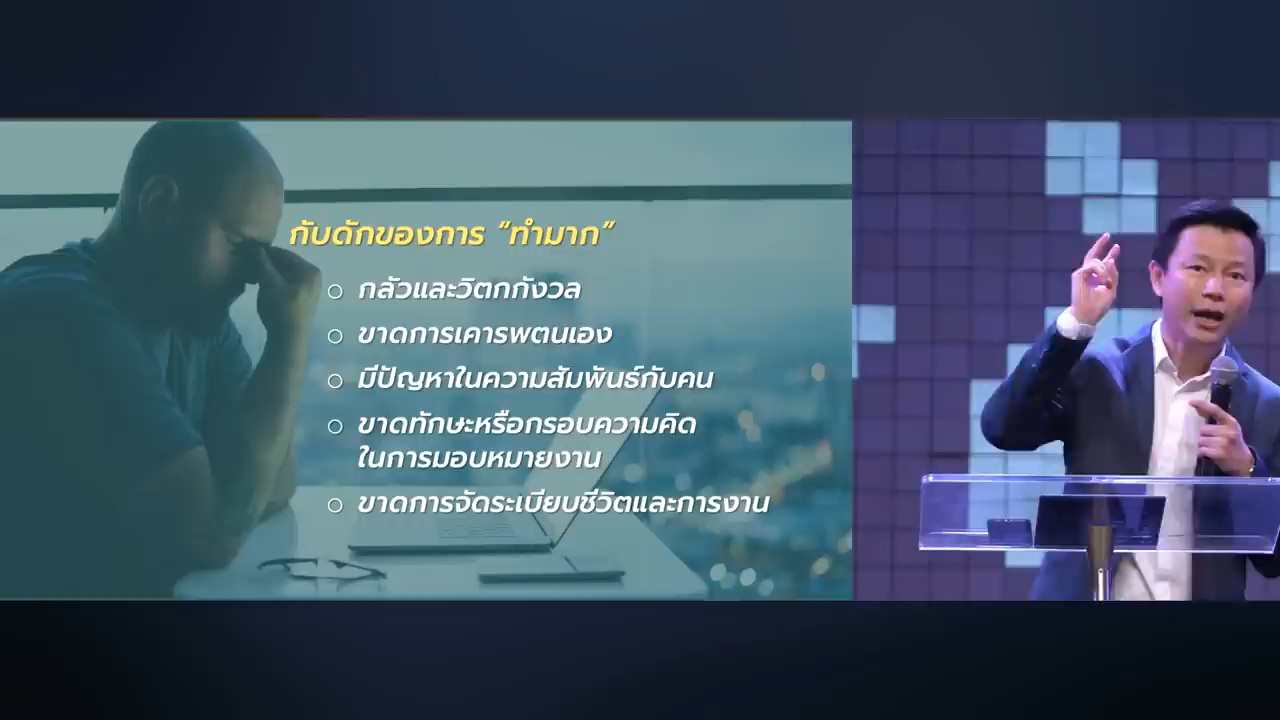 กับดักของการ “ทำมาก”
กลัวและวิตกกังวล
ขาดการเคารพตนเอง
มีปัญหาในความสัมพันธ์กับคน
ขาดทักษะหรือกรอบความคิด
ในการมอบหมายงาน
ขาดการจัดระเบียบชีวิตและการงาน